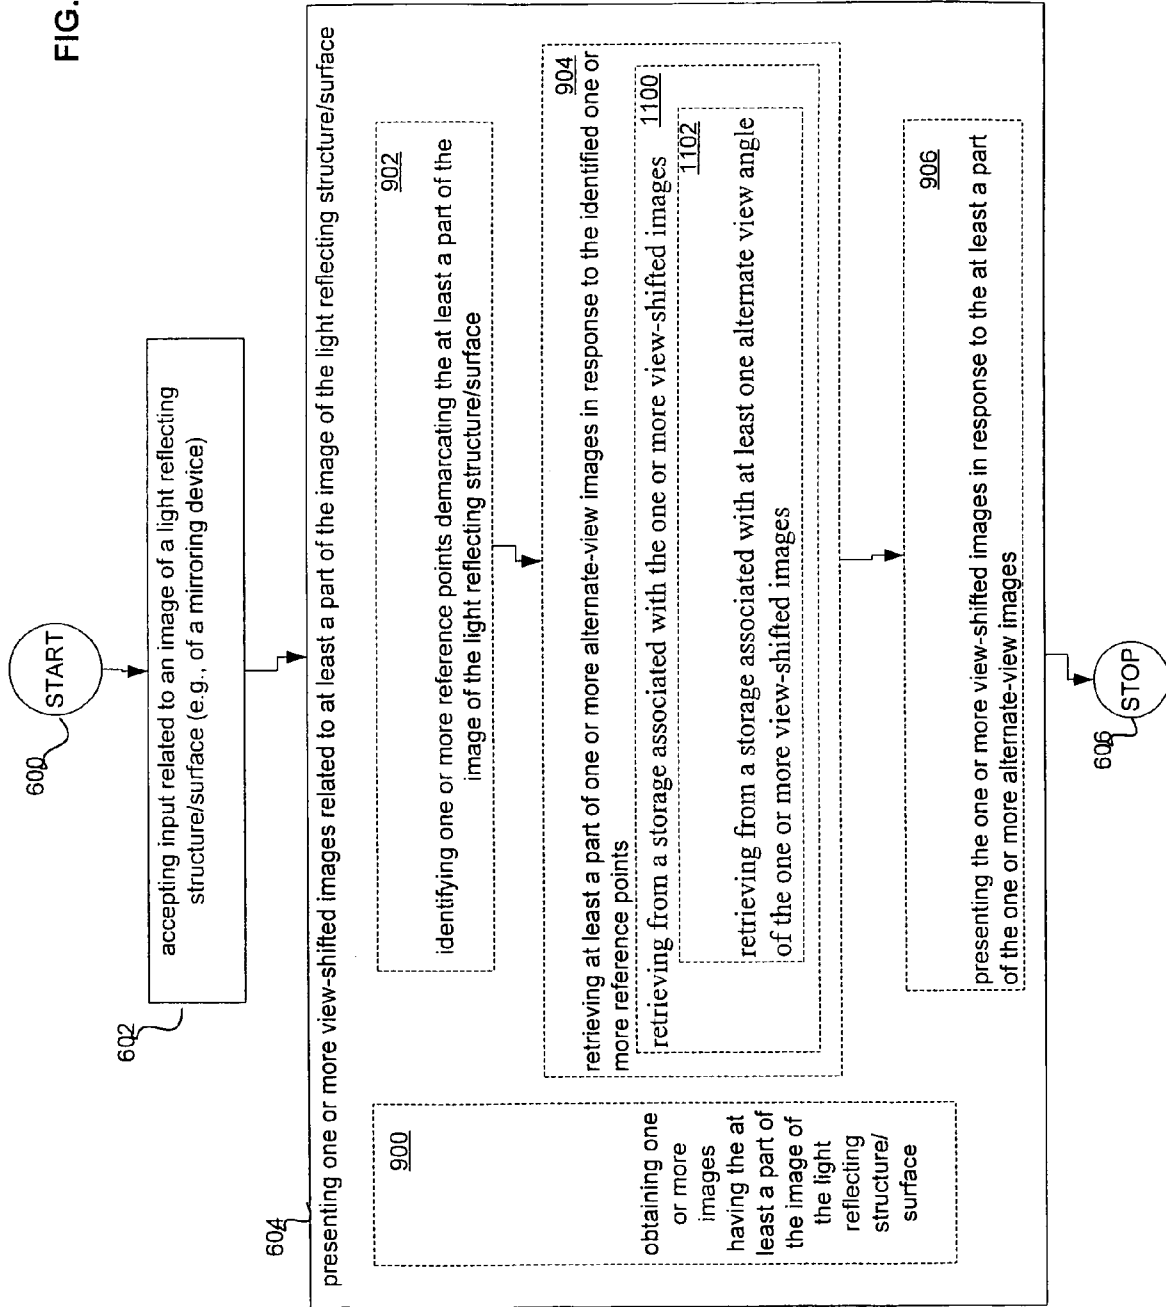 FIG.
START
600
accepting input related to an image of a light reflecting
structure/surface (e.g., of a mirroring device)
602
604
presenting one or more view-shifted images related to at least a part of the image of the light reflecting structure/surface
900
obtaining one
or more
images
having the at
least a part of
the image of
the light
reflecting
structure/
surface
902
identifying one or more reference points demarcating the at least a part of the
image of the light reflecting structure/surface
904
retrieving at least a part of one or more alternate-view images in response to the identified one or
more reference points
1100
retrieving from a storage associated with the one or more view-shifted images
1102
retrieving from a storage associated with at least one alternate view angle
of the one or more view-shifted images
906
presenting the one or more view-shifted images in response to the at least a part
of the one or more alternate-view images
STOP
606